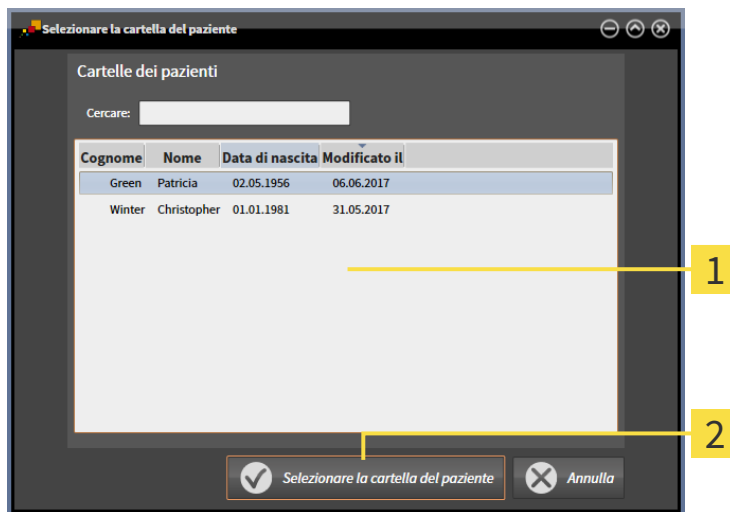 Selezionare la cartella del paziente
Cartelle dei pazienti
Cercare:
Cognome Nome Data di nascita Modificato il
Green Patricia 02.05.1956 06.06.2017
Winter Christopher 01.01.1981 31.05.2017
1
2
Selezionare la cartella del paziente Annulla